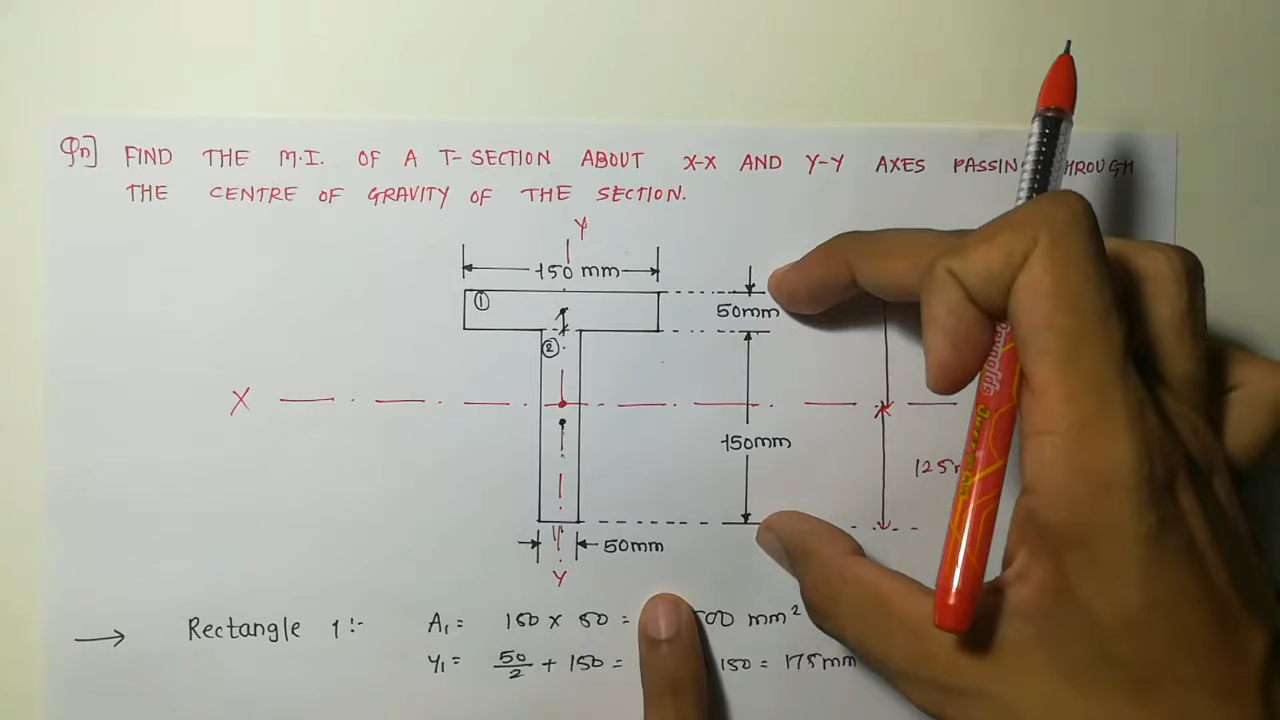 Qn] FIND THE M.I. OF A T-SECTION ABOUT X-X AND Y-Y AXES
THE CENTRE OF GRAVITY OF THE SECTION.
Y
150 mm
①
50mm
②
X
150mm
50mm
Y
Rectangle 1:- A₁ = 150 × 50 = mm²
Y₁ = 50/2 + 150 = 150 = 175mm